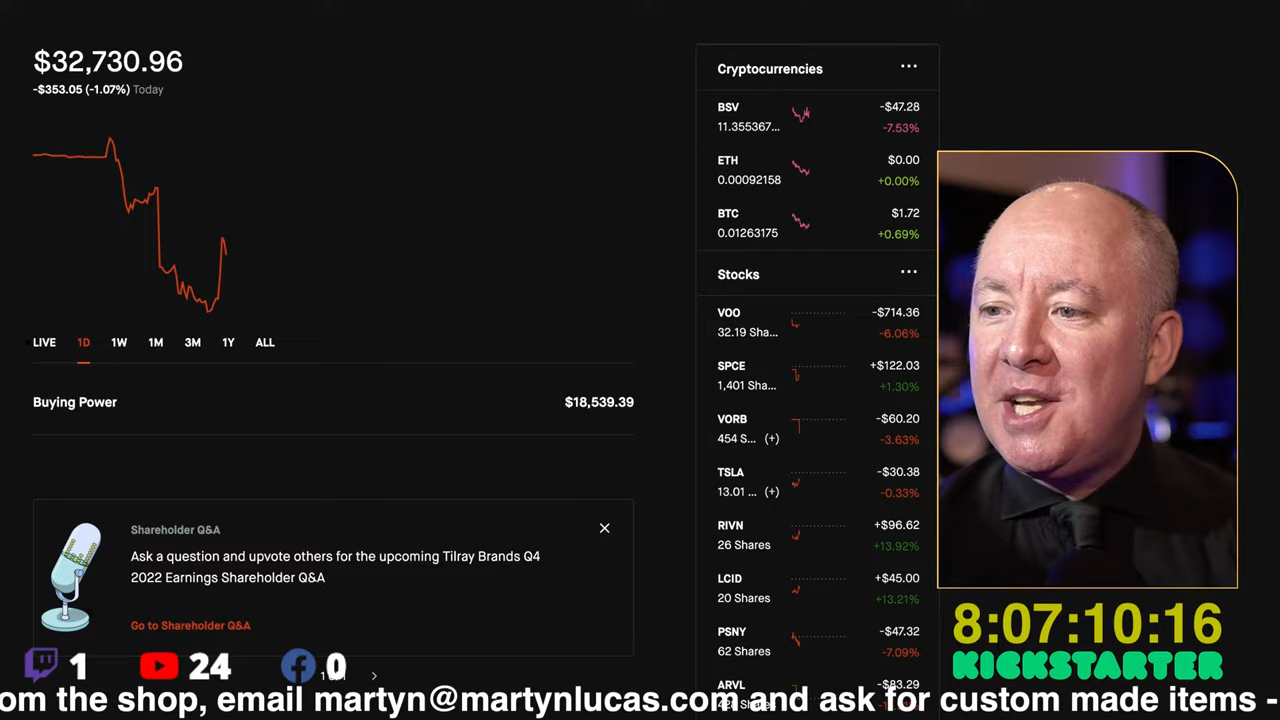 $32,730.96
-$353.05 (-1.07%) Today
LIVE 1D 1W 1M 3M 1Y ALL
Buying Power $18,539.39
Shareholder Q&A
Ask a question and upvote others for the upcoming Tilray Brands Q4
2022 Earnings Shareholder Q&A
Go to Shareholder Q&A
Cryptocurrencies
BSV -$47.28
11.355367... -7.53%
ETH $0.00
0.00092158 +0.00%
BTC $1.72
0.01263175 +0.69%
Stocks
VOO -$714.36
32.19 Sha... -6.06%
SPCE +$122.03
1,401 Sha... +1.30%
VORB -$60.20
454 S... (+) -3.63%
TSLA -$30.38
13.01 ... (+) -0.33%
RIVN +$96.62
26 Shares +13.92%
LCID +$45.00
20 Shares +13.21%
PSNY -$47.32
62 Shares -7.09%
ARVL -$83.29
8:07:10:16
KICKSTARTER
1 24 0
om the shop, email martyn@martynlucas.com and ask for custom made items -